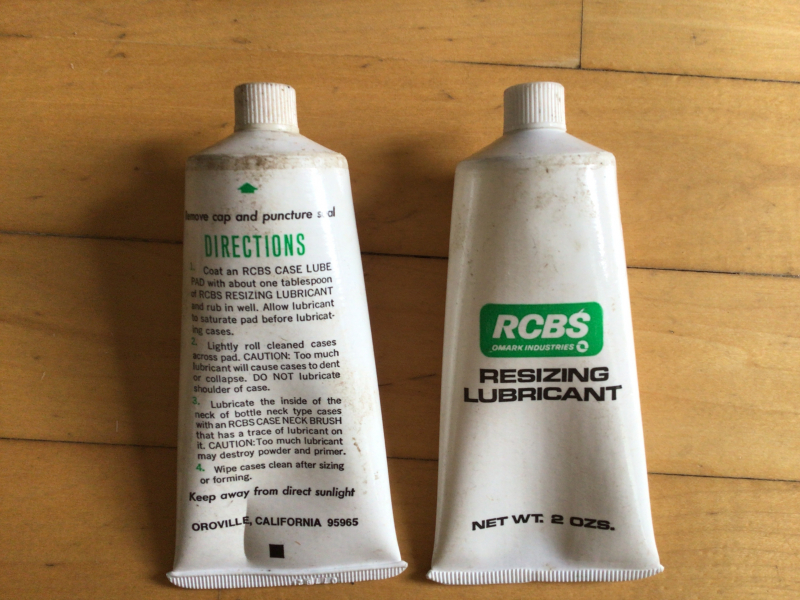 emove cap and puncture s al
DIRECTIONS
1. Coat an RCBS CASE LUBE
PAD with about one tablespoon
of RCBS RESIZING LUBRICANT
and rub in well. Allow lubricant
to saturate pad before lubricat-
ing cases.
2. Lightly roll cleaned cases
across pad. CAUTION: Too much
lubricant will cause cases to dent
or collapse. DO NOT lubricate
shoulder of case.
3. Lubricate the inside of the
neck of bottle neck type cases
with an RCBS CASE NECK BRUSH
that has a trace of lubricant on
it. CAUTION: Too much lubricant
may destroy powder and primer.
4. Wipe cases clean after sizing
or forming.
Keep away from direct sunlight
OROVILLE, CALIFORNIA 95965
RCBS
OMARK INDUSTRIES
RESIZING
LUBRICANT
NET WT. 2 OZS.